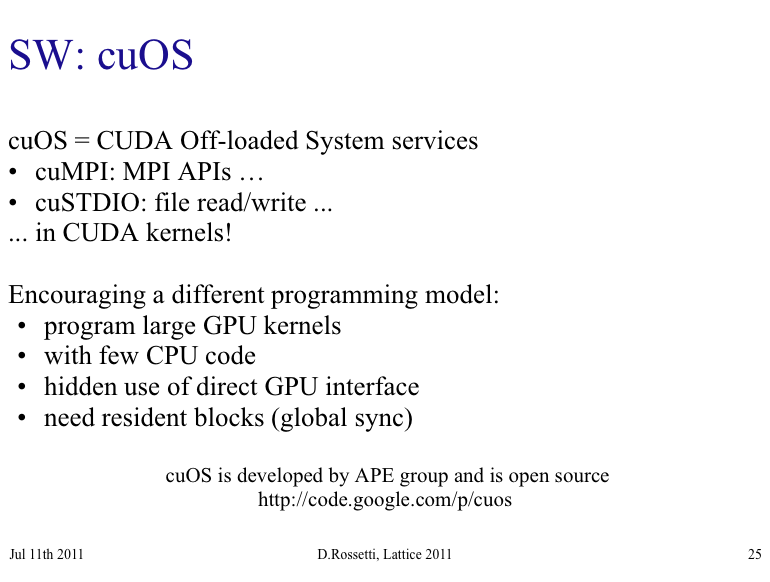 SW: cuOS
cuOS = CUDA Off-loaded System services
• cuMPI: MPI APIs …
• cuSTDIO: file read/write ...
... in CUDA kernels!
Encouraging a different programming model:
• program large GPU kernels
• with few CPU code
• hidden use of direct GPU interface
• need resident blocks (global sync)
cuOS is developed by APE group and is open source
http://code.google.com/p/cuos
Jul 11th 2011 D.Rossetti, Lattice 2011 25